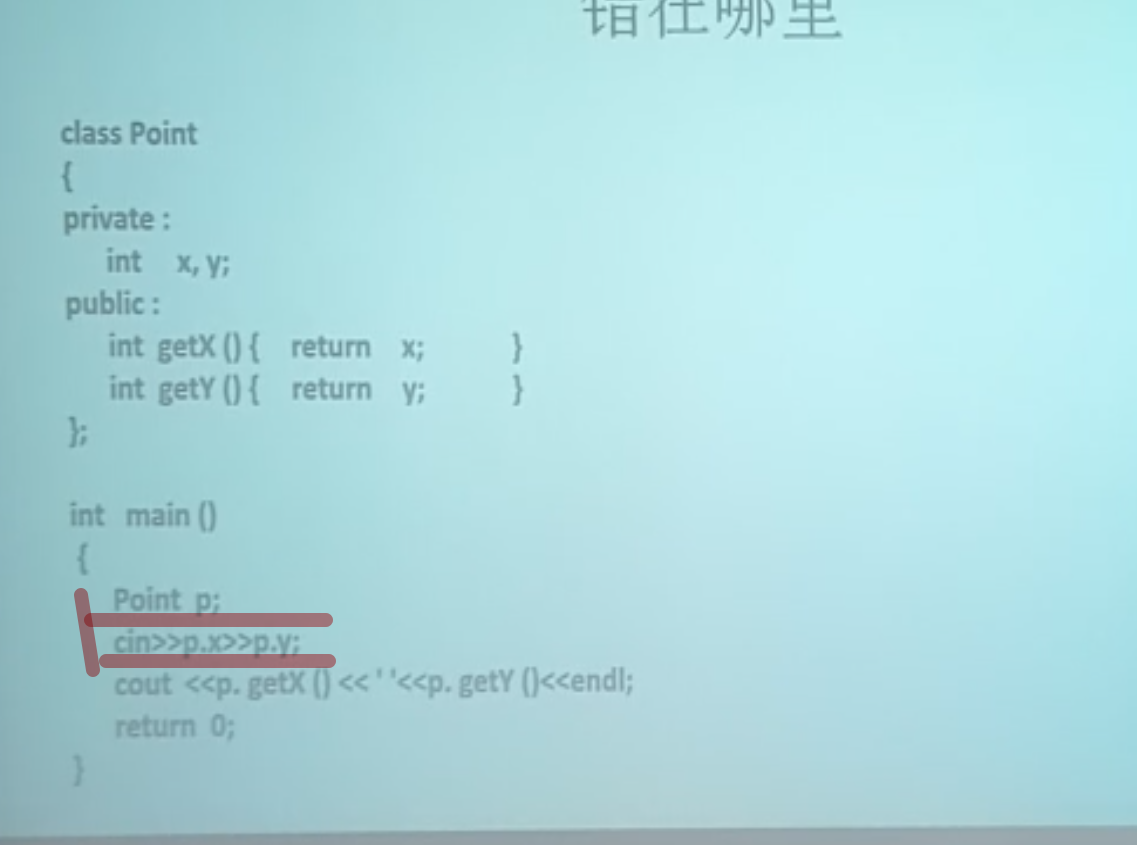 错在哪里
class Point
{
private :
int x, y;
public :
int getX () { return x; }
int getY () { return y; }
};
int main ()
{
Point p;
cin>>p.x>>p.y;
cout <<p. getX () << ' '<<p. getY ()<<endl;
return 0;
}